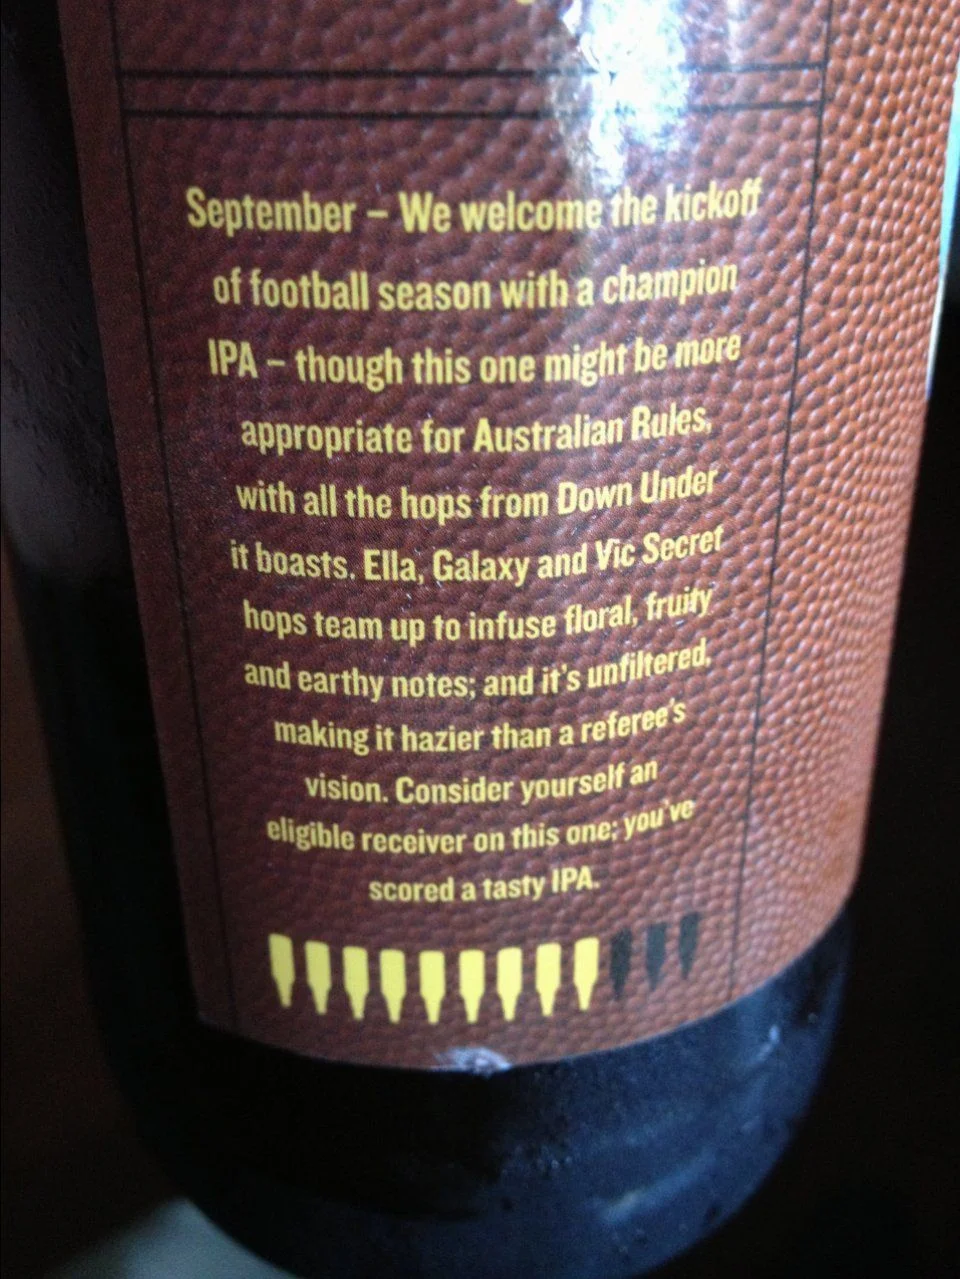 September – We welcome the kickoff
of football season with a champion
IPA – though this one might be more
appropriate for Australian Rules,
with all the hops from Down Under
it boasts. Ella, Galaxy and Vic Secret
hops team up to infuse floral, fruity
and earthy notes; and it's unfiltered,
making it hazier than a referee's
vision. Consider yourself an
eligible receiver on this one; you've
scored a tasty IPA.